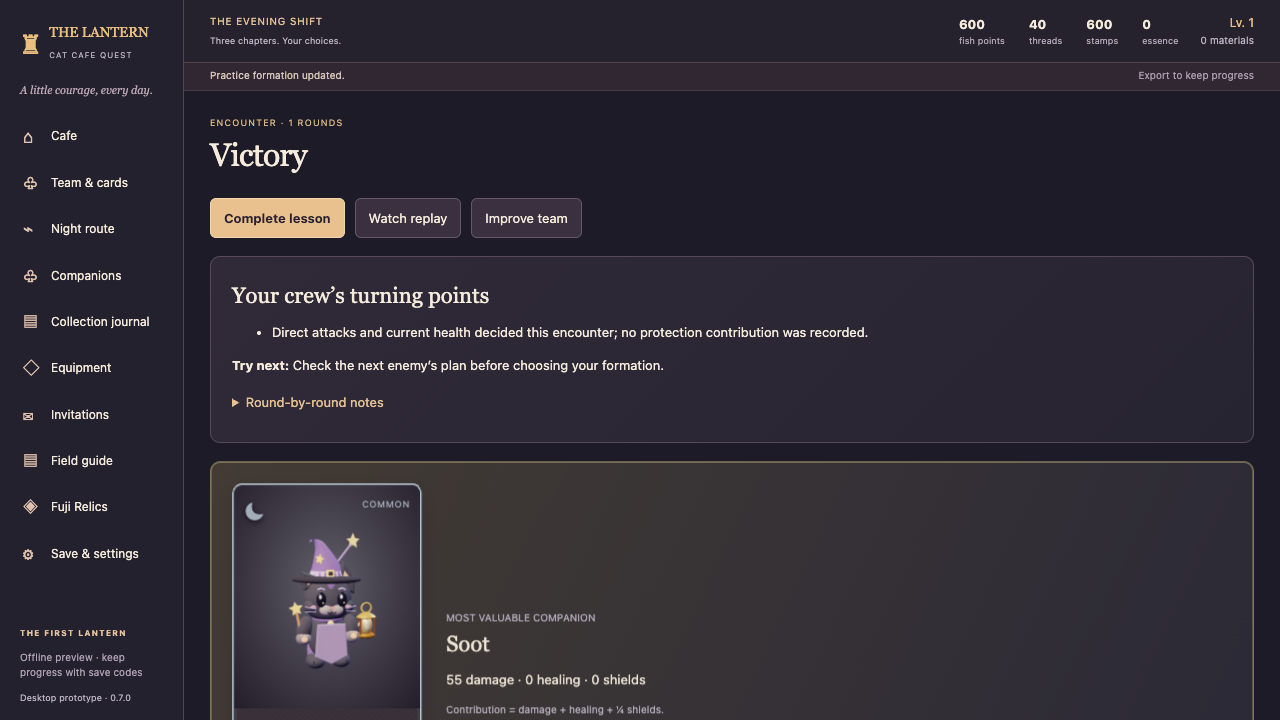 THE LANTERN
CAT CAFE QUEST
A little courage, every day.
Cafe
Team & cards
Night route
Companions
Collection journal
Equipment
Invitations
Field guide
Fuji Relics
Save & settings
THE FIRST LANTERN
Offline preview · keep
progress with save codes
Desktop prototype · 0.7.0
THE EVENING SHIFT
Three chapters. Your choices.
600
fish points
40
threads
600
stamps
0
essence
Lv. 1
0 materials
Practice formation updated.
Export to keep progress
ENCOUNTER · 1 ROUNDS
Victory
Complete lesson
Watch replay
Improve team
Your crew’s turning points
• Direct attacks and current health decided this encounter; no protection contribution was recorded.
Try next: Check the next enemy’s plan before choosing your formation.
Round-by-round notes
COMMON
MOST VALUABLE COMPANION
Soot
55 damage · 0 healing · 0 shields
Contribution = damage + healing + ¼ shields.